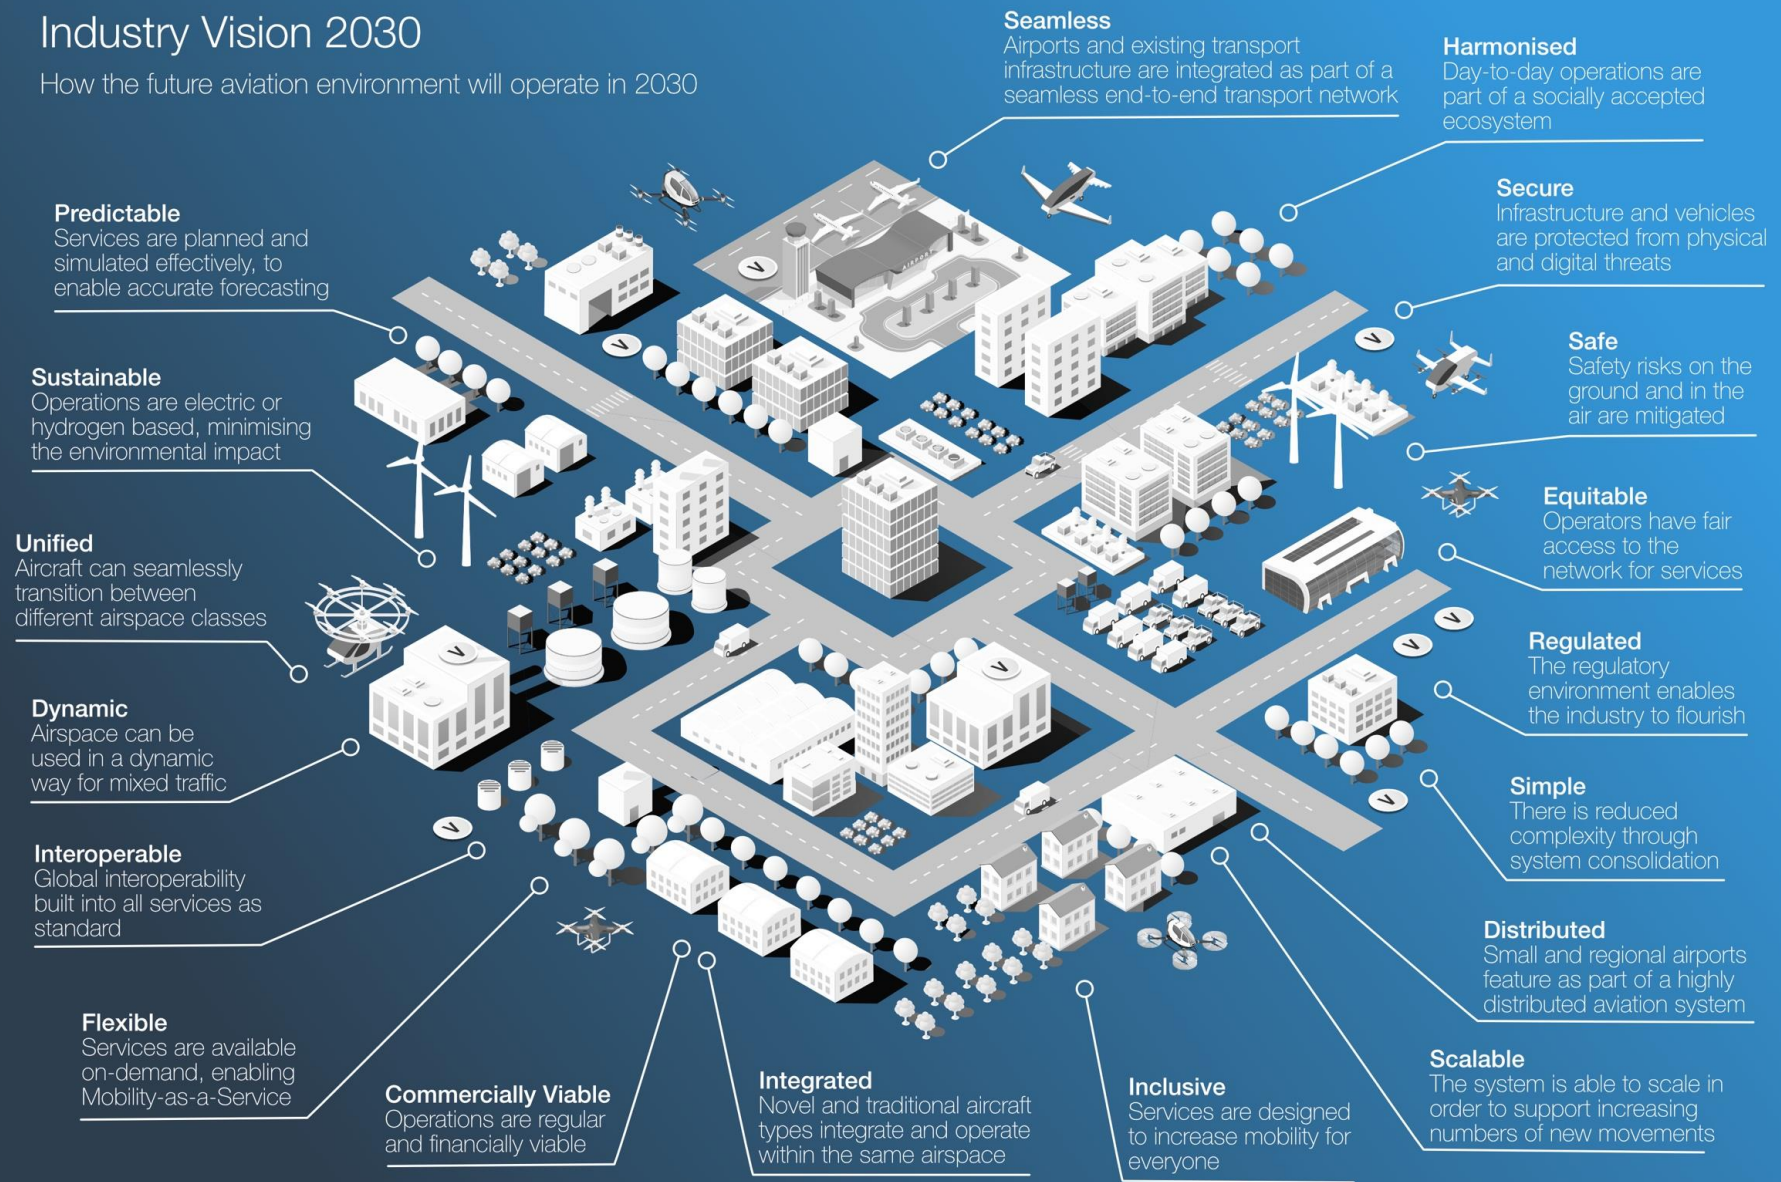 Industry Vision 2030
How the future aviation environment will operate in 2030
Seamless
Airports and existing transport
infrastructure are integrated as part of a
seamless end-to-end transport network
Harmonised
Day-to-day operations are
part of a socially accepted
ecosystem
Predictable
Services are planned and
simulated effectively, to
enable accurate forecasting
Secure
Infrastructure and vehicles
are protected from physical
and digital threats
Sustainable
Operations are electric or
hydrogen based, minimising
the environmental impact
Safe
Safety risks on the
ground and in the
air are mitigated
Unified
Aircraft can seamlessly
transition between
different airspace classes
Equitable
Operators have fair
access to the
network for services
Dynamic
Airspace can be
used in a dynamic
way for mixed traffic
Regulated
The regulatory
environment enables
the industry to flourish
Interoperable
Global interoperability
built into all services as
standard
Simple
There is reduced
complexity through
system consolidation
Flexible
Services are available
on-demand, enabling
Mobility-as-a-Service
Distributed
Small and regional airports
feature as part of a highly
distributed aviation system
Commercially Viable
Operations are regular
and financially viable
Integrated
Novel and traditional aircraft
types integrate and operate
within the same airspace
Inclusive
Services are designed
to increase mobility for
everyone
Scalable
The system is able to scale in
order to support increasing
numbers of new movements
AIRPORT
V
V
V
V
V
V
V
V
V